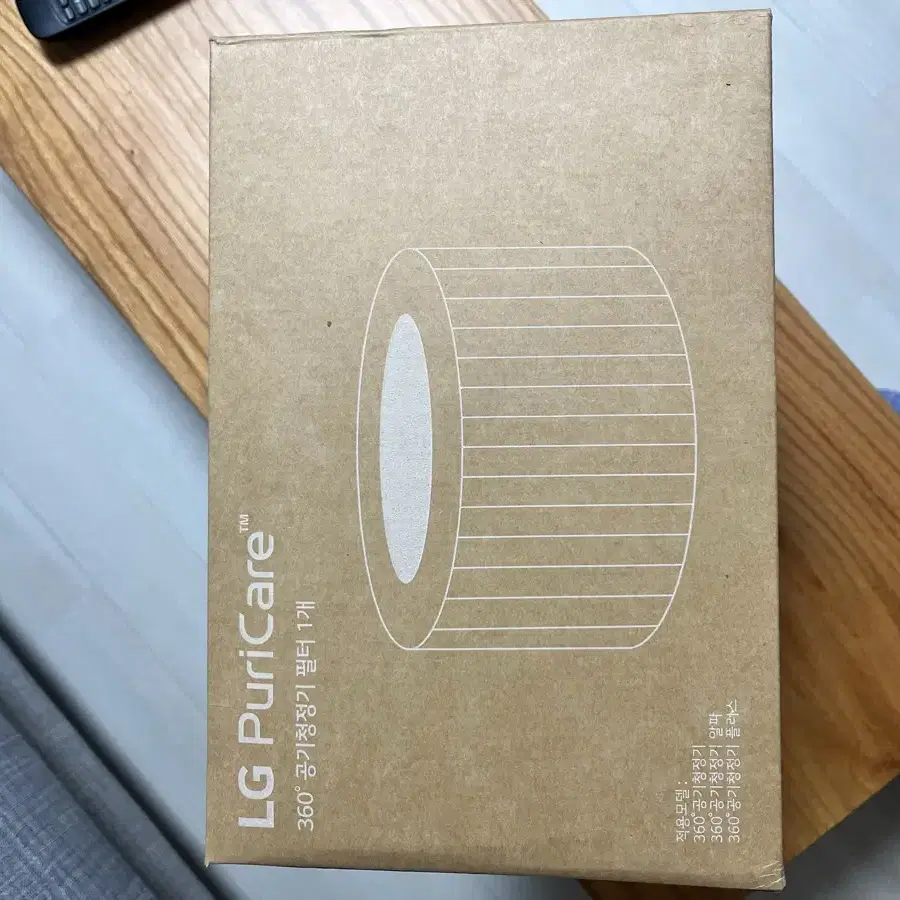 LG PuriCare™
360° 공기청정기 필터 1개
적용모델 :
360°공기청정기
360°공기청정기 알파
360°공기청정기 플러스